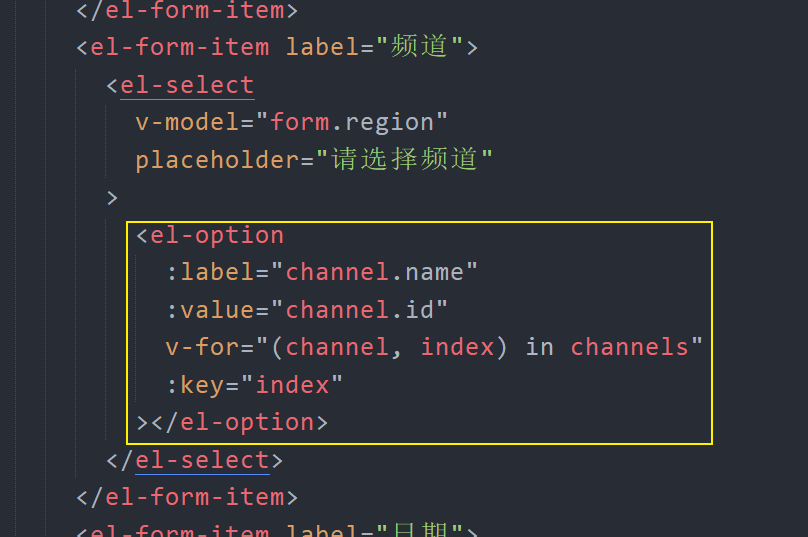 </el-form-item>
<el-form-item label="频道">
<el-select
v-model="form.region"
placeholder="请选择频道"
>
<el-option
:label="channel.name"
:value="channel.id"
v-for="(channel, index) in channels"
:key="index"
></el-option>
</el-select>
</el-form-item>
<el-form-item label="日期">